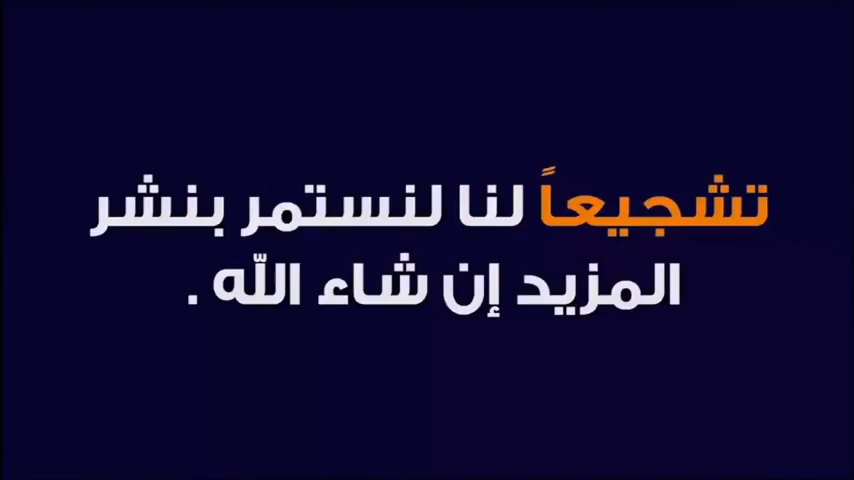 تشجيعاً لنا لنستمر بنشر
المزيد إن شاء الله .